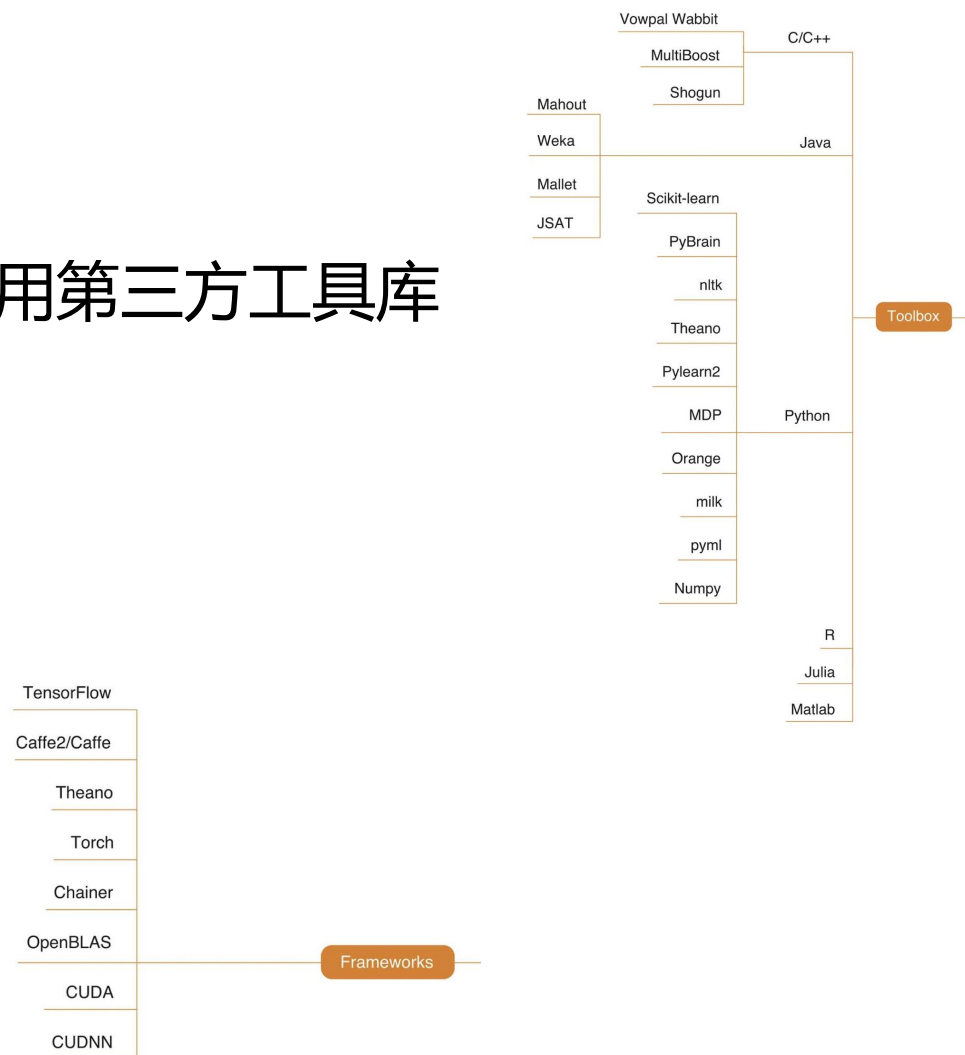 Vowpal Wabbit
MultiBoost
Shogun
C/C++
Mahout
Weka
Mallet
JSAT
Java
Scikit-learn
PyBrain
nltk
Theano
Pylearn2
MDP
Orange
milk
pyml
Numpy
Python
R
Julia
Matlab
Toolbox
用第三方工具库
TensorFlow
Caffe2/Caffe
Theano
Torch
Chainer
OpenBLAS
CUDA
CUDNN
Frameworks